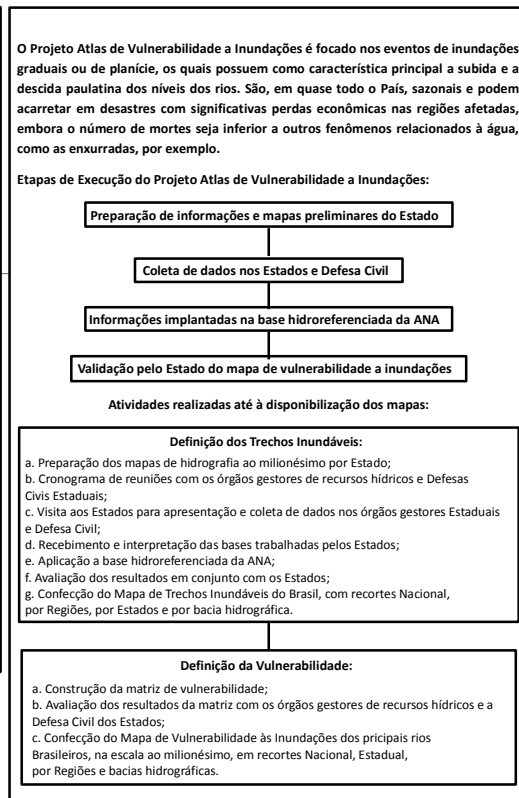 O Projeto Atlas de Vulnerabilidade a Inundações é focado nos eventos de inundações
graduais ou de planície, os quais possuem como característica principal a subida e a
descida paulatina dos níveis dos rios. São, em quase todo o País, sazonais e podem
acarretar em desastres com significativas perdas econômicas nas regiões afetadas,
embora o número de mortes seja inferior a outros fenômenos relacionados à água,
como as enxurradas, por exemplo.
Etapas de Execução do Projeto Atlas de Vulnerabilidade a Inundações:
Preparação de informações e mapas preliminares do Estado
Coleta de dados nos Estados e Defesa Civil
Informações implantadas na base hidroreferenciada da ANA
Validação pelo Estado do mapa de vulnerabilidade a inundações
Atividades realizadas até à disponibilização dos mapas:
Definição dos Trechos Inundáveis:
a. Preparação dos mapas de hidrografia ao milionésimo por Estado;
b. Cronograma de reuniões com os órgãos gestores de recursos hídricos e Defesas
Civis Estaduais;
c. Visita aos Estados para apresentação e coleta de dados nos órgãos gestores Estaduais
e Defesa Civil;
d. Recebimento e interpretação das bases trabalhadas pelos Estados;
e. Aplicação a base hidroreferenciada da ANA;
f. Avaliação dos resultados em conjunto com os Estados;
g. Confecção do Mapa de Trechos Inundáveis do Brasil, com recortes Nacional,
por Regiões, por Estados e por bacia hidrográfica.
Definição da Vulnerabilidade:
a. Construção da matriz de vulnerabilidade;
b. Avaliação dos resultados da matriz com os órgãos gestores de recursos hídricos e a
Defesa Civil dos Estados;
c. Confecção do Mapa de Vulnerabilidade às Inundações dos pricipais rios
Brasileiros, na escala ao milionésimo, em recortes Nacional, Estadual,
por Regiões e bacias hidrográficas.